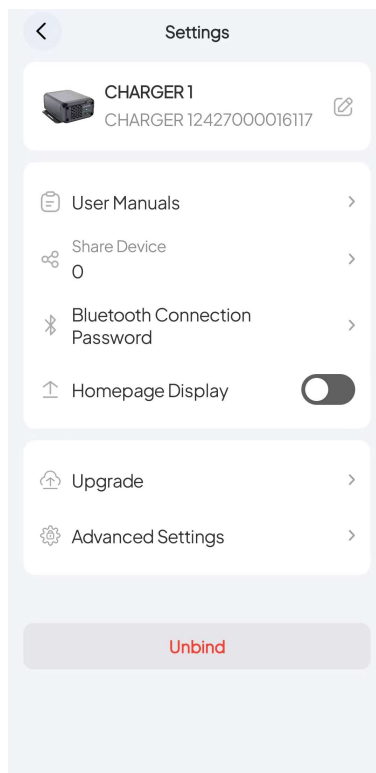 Settings
CHARGER 1
CHARGER 12427000016117
User Manuals
Share Device
0
Bluetooth Connection
Password
Homepage Display
Upgrade
Advanced Settings
Unbind